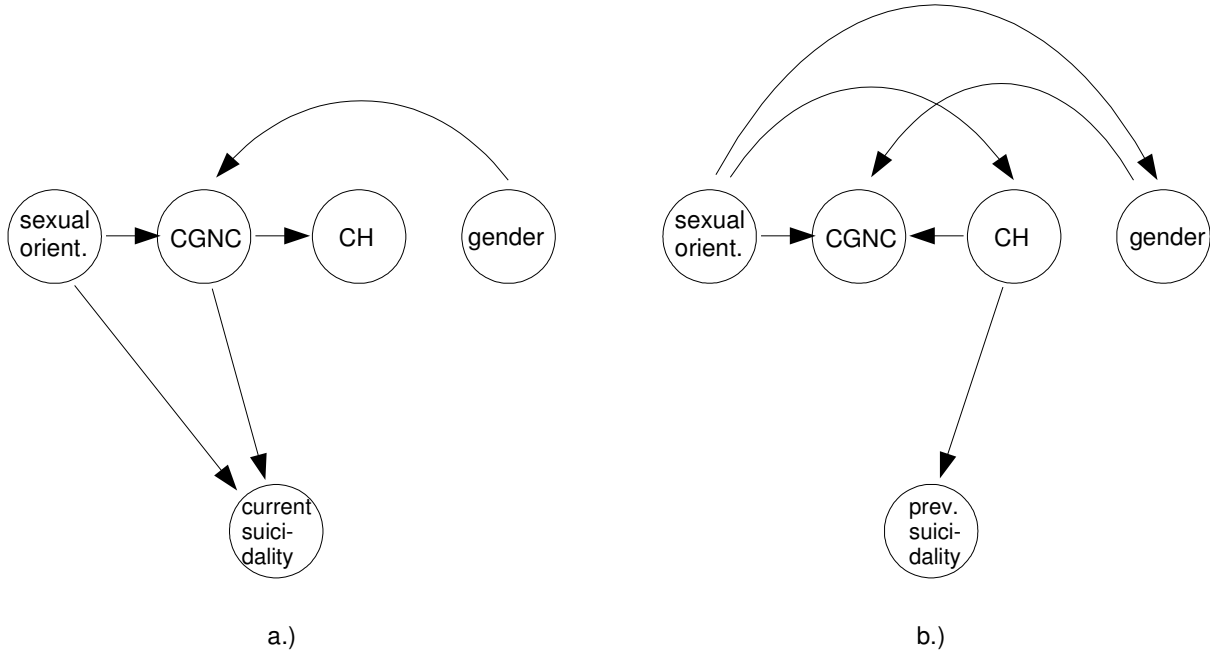 sexual
orient.
CGNC
CH
gender
current
suici-
dality
a.)
sexual
orient.
CGNC
CH
gender
prev.
suici-
dality
b.)